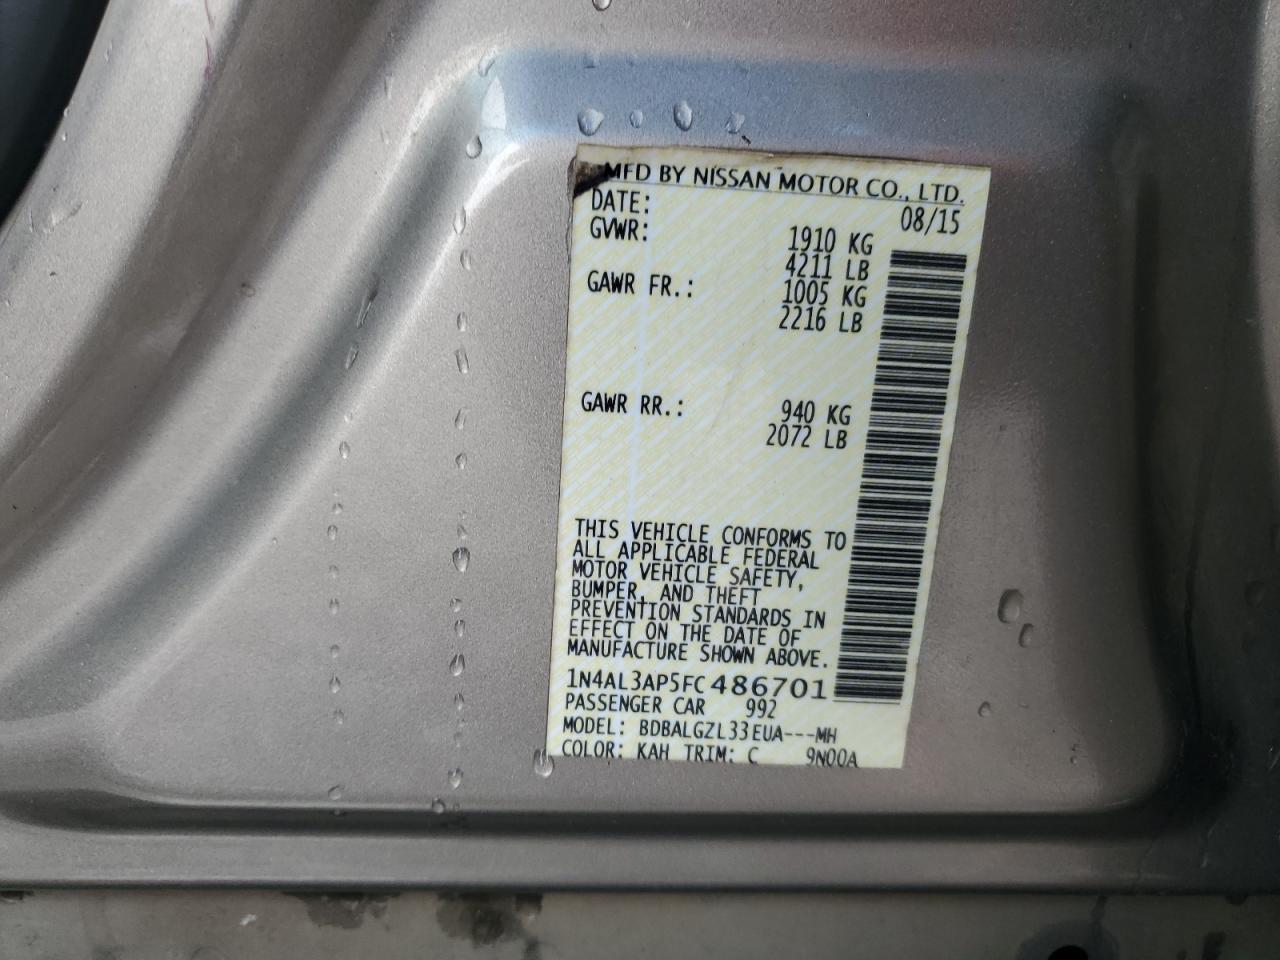 MFD BY NISSAN MOTOR CO., LTD.
DATE: 08/15
GVWR: 1910 KG
4211 LB
GAWR FR.: 1005 KG
2216 LB
GAWR RR.: 940 KG
2072 LB
THIS VEHICLE CONFORMS TO
ALL APPLICABLE FEDERAL
MOTOR VEHICLE SAFETY,
BUMPER, AND THEFT
PREVENTION STANDARDS IN
EFFECT ON THE DATE OF
MANUFACTURE SHOWN ABOVE.
1N4AL3AP5FC486701
PASSENGER CAR 992
MODEL: BDBALGZL33EUA---MH
COLOR: KAH TRIM: C 9N00A